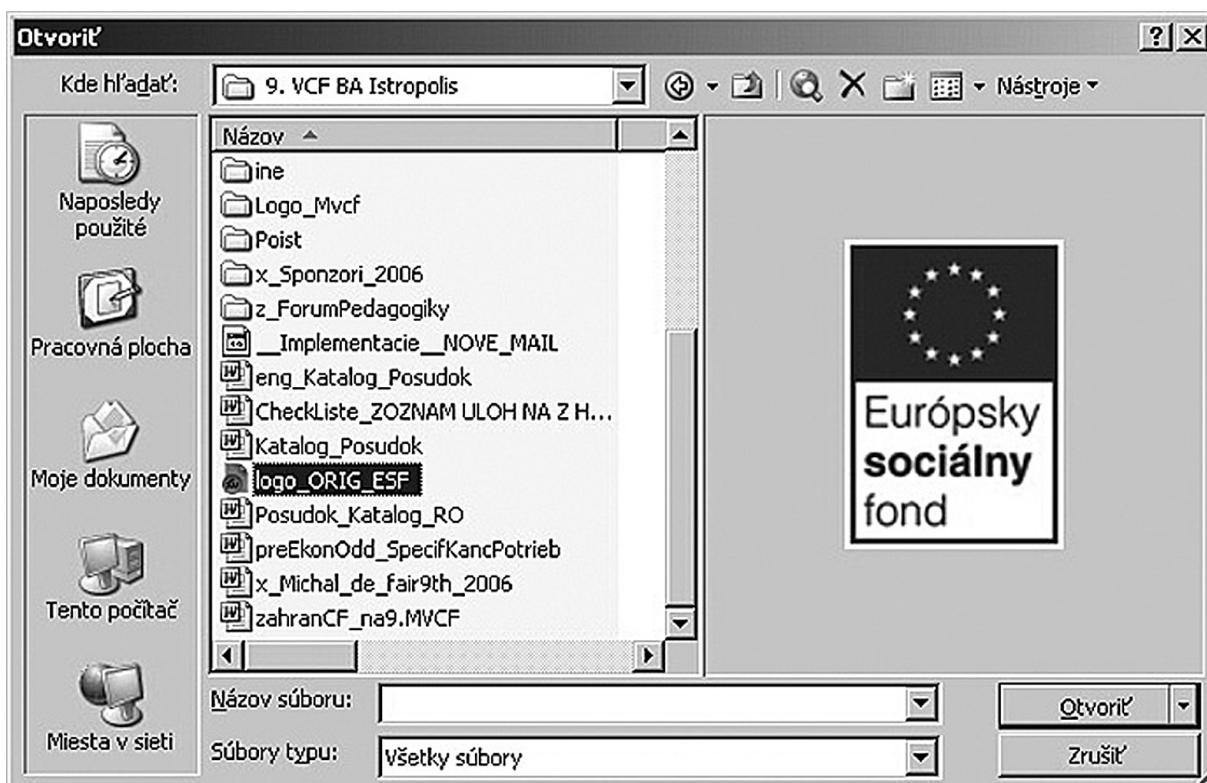 Otvoriť
Kde hľadať:
9. VCF BA Istropolis
Nástroje
Naposledy
použité
Pracovná plocha
Moje dokumenty
Tento počítač
Miesta v sieti
Názov
ine
Logo_Mvcf
Poist
x_Sponzori_2006
z_ForumPedagogiky
__Implementacie__NOVE_MAIL
eng_Katalog_Posudok
CheckListe_ZOZNAM ULOH NA Z H...
Katalog_Posudok
logo_ORIG_ESF
Posudok_Katalog_RO
preEkonOdd_SpecifKancPotrieb
x_Michal_de_fair9th_2006
zahranCF_na9.MVCF
Európsky
sociálny
fond
Názov súboru:
Otvoriť
Súbory typu:
Všetky súbory
Zrušiť